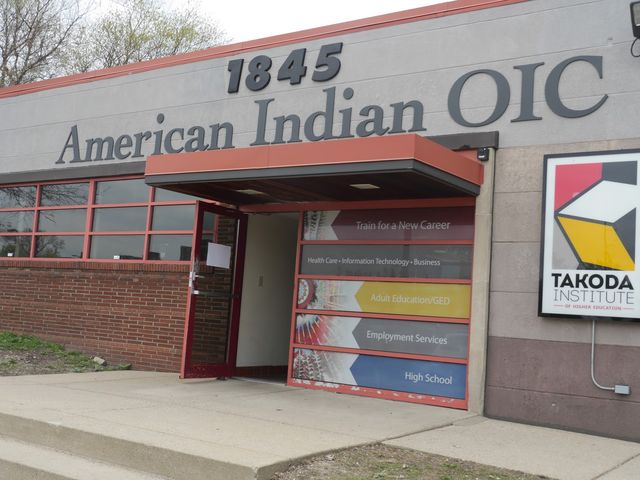 1845
American Indian OIC
Train for a New Career
Health Care • Information Technology • Business
Adult Education/GED
Employment Services
High School
TAKODA
INSTITUTE
OF HIGHER EDUCATION